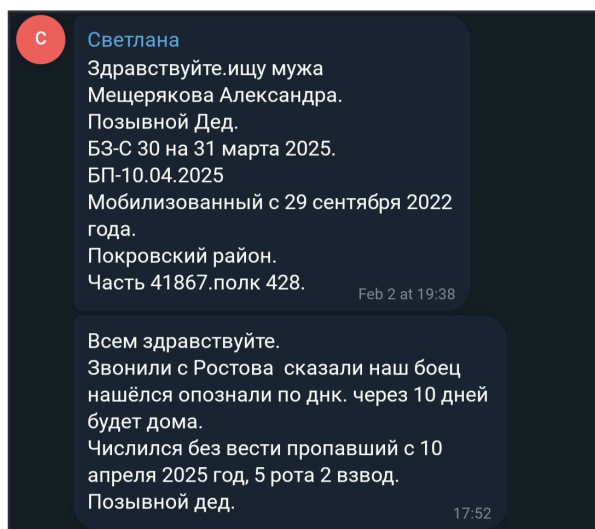 С
Светлана
Здравствуйте.ищу мужа
Мещерякова Александра.
Позывной Дед.
БЗ-С 30 на 31 марта 2025.
БП-10.04.2025
Мобилизованный с 29 сентября 2022
года.
Покровский район.
Часть 41867.полк 428.
Feb 2 at 19:38
Всем здравствуйте.
Звонили с Ростова  сказали наш боец
нашёлся опознали по днк. через 10 дней
будет дома.
Числился без вести пропавший с 10
апреля 2025 год, 5 рота 2 взвод.
Позывной дед.
17:52